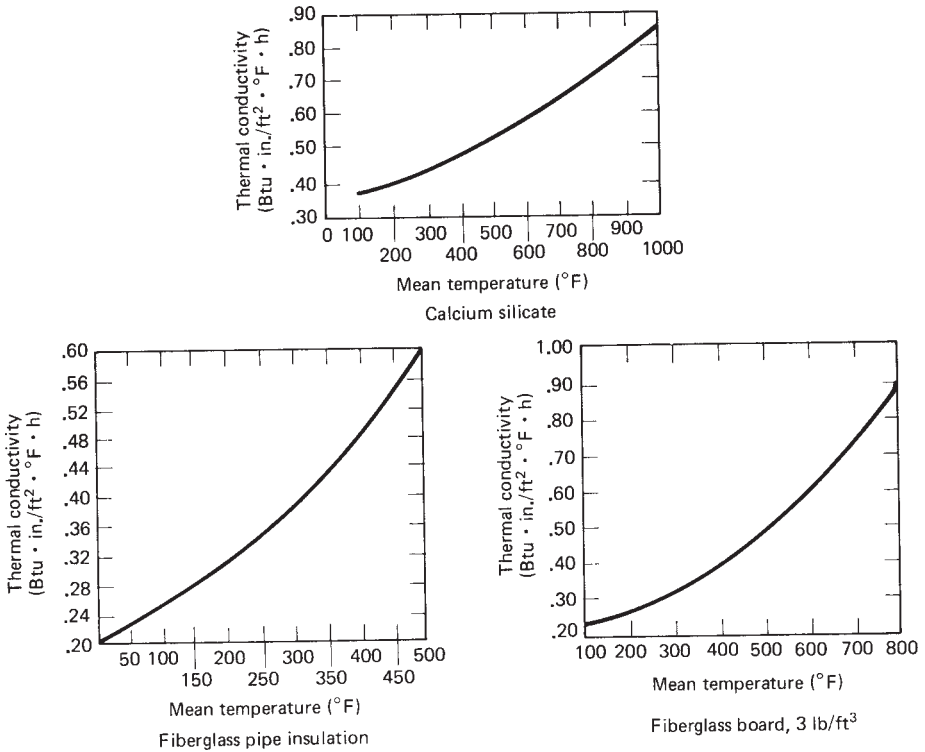 Thermal conductivity
(Btu • in./ft² • °F • h)
.90
.80
.70
.60
.50
.40
.30
0 100 300 500 700 900
200 400 600 800 1000
Mean temperature (°F)
Calcium silicate
Thermal conductivity
(Btu • in./ft² • °F • h)
.60
.56
.52
.48
.44
.40
.36
.32
.28
.24
.20
50 100 200 300 400 500
150 250 350 450
Mean temperature (°F)
Fiberglass pipe insulation
Thermal conductivity
(Btu • in./ft² • °F • h)
1.00
.90
.80
.70
.60
.50
.40
.30
.20
100 200 300 400 500 600 700 800
Mean temperature (°F)
Fiberglass board, 3 lb/ft³